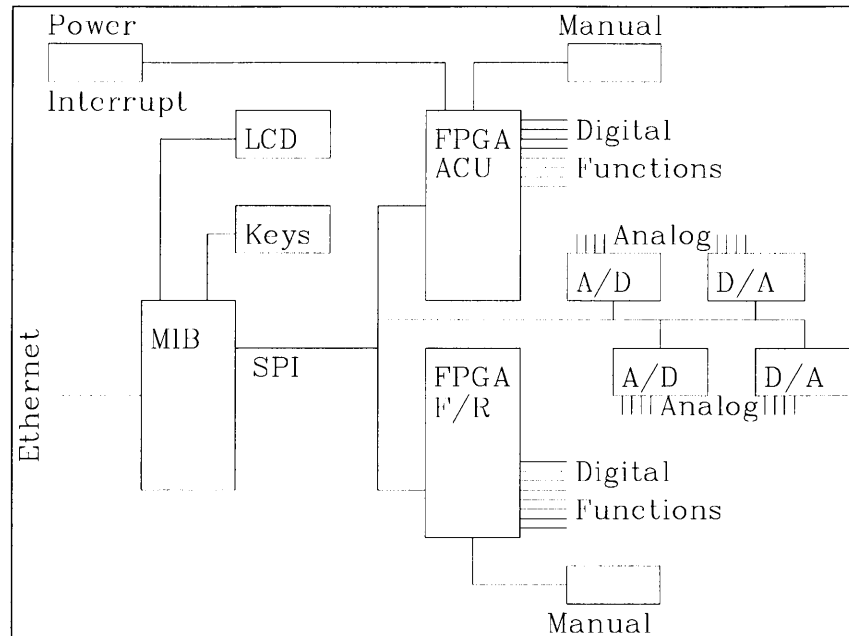 Power
Interrupt
Manual
LCD
Keys
FPGA
ACU
Digital
Functions
Analog
A/D
D/A
Ethernet
MIB
SPI
FPGA
F/R
A/D
D/A
Analog
Digital
Functions
Manual